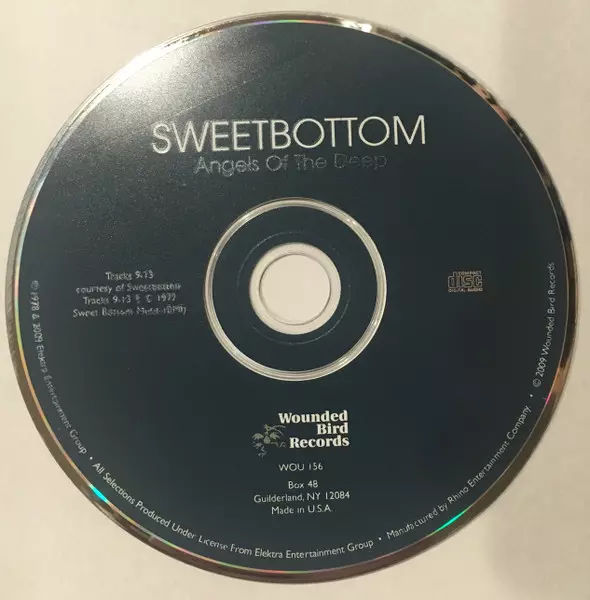 SWEETBOTTOM
Angels Of The Deep
Tracks 9-13
courtesy of Sweetbottom
Tracks 9-13 © 1977
Sweet Bottom Music (BMI)
COMPACT
disc
DIGITAL AUDIO
Wounded
Bird
Records
WOU 156
Box 48
Guilderland, NY 12084
Made in U.S.A.
℗ 1978 & 2009 Elektra Entertainment Group • All Selections Produced Under License From Elektra Entertainment Group • Manufactured by Rhino Entertainment Company • © 2009 Wounded Bird Records